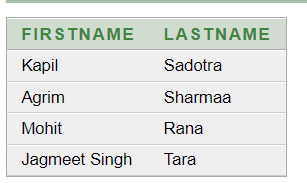 FIRSTNAME LASTNAME
Kapil Sadotra
Agrim Sharmaa
Mohit Rana
Jagmeet Singh Tara